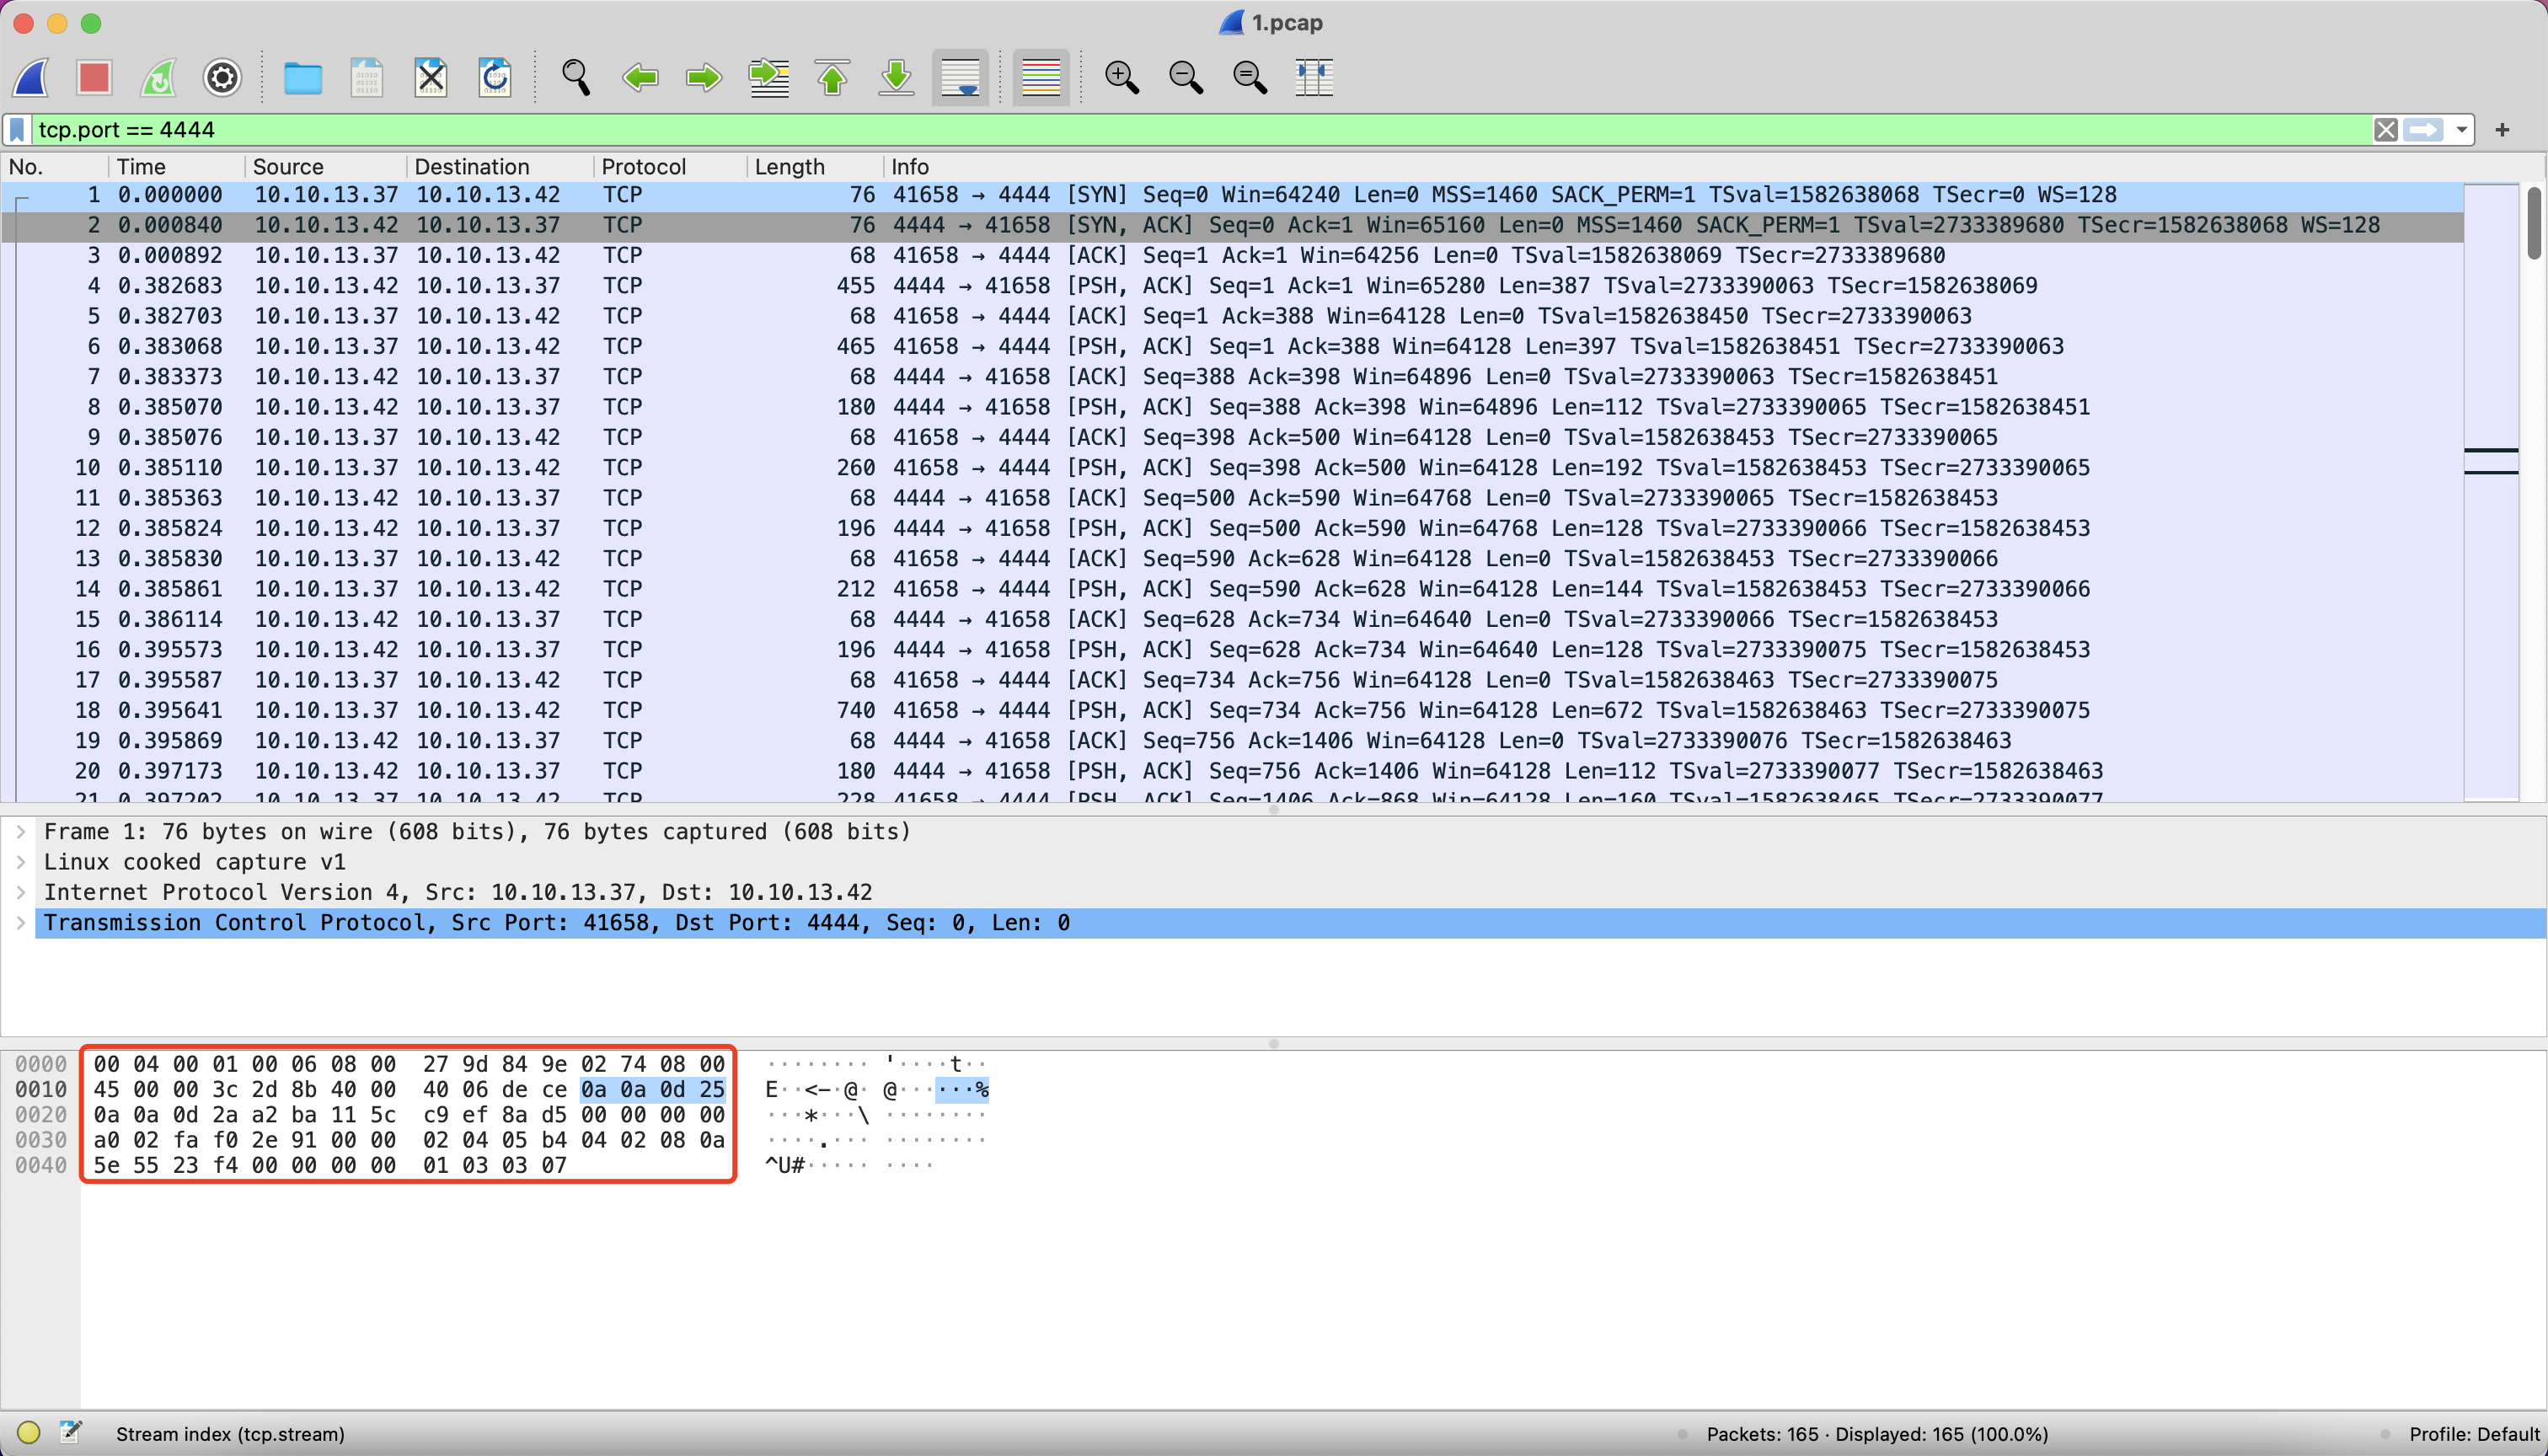 1.pcap
tcp.port == 4444
No. Time Source Destination Protocol Length Info
1 0.000000 10.10.13.37 10.10.13.42 TCP 76 41658 → 4444 [SYN] Seq=0 Win=64240 Len=0 MSS=1460 SACK_PERM=1 TSval=1582638068 TSecr=0 WS=128
2 0.000840 10.10.13.42 10.10.13.37 TCP 76 4444 → 41658 [SYN, ACK] Seq=0 Ack=1 Win=65160 Len=0 MSS=1460 SACK_PERM=1 TSval=2733389680 TSecr=1582638068 WS=128
3 0.000892 10.10.13.37 10.10.13.42 TCP 68 41658 → 4444 [ACK] Seq=1 Ack=1 Win=64256 Len=0 TSval=1582638069 TSecr=2733389680
4 0.382683 10.10.13.42 10.10.13.37 TCP 455 4444 → 41658 [PSH, ACK] Seq=1 Ack=1 Win=65280 Len=387 TSval=2733390063 TSecr=1582638069
5 0.382703 10.10.13.37 10.10.13.42 TCP 68 41658 → 4444 [ACK] Seq=1 Ack=388 Win=64128 Len=0 TSval=1582638450 TSecr=2733390063
6 0.383068 10.10.13.37 10.10.13.42 TCP 465 41658 → 4444 [PSH, ACK] Seq=1 Ack=388 Win=64128 Len=397 TSval=1582638451 TSecr=2733390063
7 0.383373 10.10.13.42 10.10.13.37 TCP 68 4444 → 41658 [ACK] Seq=388 Ack=398 Win=64896 Len=0 TSval=2733390063 TSecr=1582638451
8 0.385070 10.10.13.42 10.10.13.37 TCP 180 4444 → 41658 [PSH, ACK] Seq=388 Ack=398 Win=64896 Len=112 TSval=2733390065 TSecr=1582638451
9 0.385076 10.10.13.37 10.10.13.42 TCP 68 41658 → 4444 [ACK] Seq=398 Ack=500 Win=64128 Len=0 TSval=1582638453 TSecr=2733390065
10 0.385110 10.10.13.37 10.10.13.42 TCP 260 41658 → 4444 [PSH, ACK] Seq=398 Ack=500 Win=64128 Len=192 TSval=1582638453 TSecr=2733390065
11 0.385363 10.10.13.42 10.10.13.37 TCP 68 4444 → 41658 [ACK] Seq=500 Ack=590 Win=64768 Len=0 TSval=2733390065 TSecr=1582638453
12 0.385824 10.10.13.42 10.10.13.37 TCP 196 4444 → 41658 [PSH, ACK] Seq=500 Ack=590 Win=64768 Len=128 TSval=2733390066 TSecr=1582638453
13 0.385830 10.10.13.37 10.10.13.42 TCP 68 41658 → 4444 [ACK] Seq=590 Ack=628 Win=64128 Len=0 TSval=1582638453 TSecr=2733390066
14 0.385861 10.10.13.37 10.10.13.42 TCP 212 41658 → 4444 [PSH, ACK] Seq=590 Ack=628 Win=64128 Len=144 TSval=1582638453 TSecr=2733390066
15 0.386114 10.10.13.42 10.10.13.37 TCP 68 4444 → 41658 [ACK] Seq=628 Ack=734 Win=64640 Len=0 TSval=2733390066 TSecr=1582638453
16 0.395573 10.10.13.42 10.10.13.37 TCP 196 4444 → 41658 [PSH, ACK] Seq=628 Ack=734 Win=64640 Len=128 TSval=2733390075 TSecr=1582638453
17 0.395587 10.10.13.37 10.10.13.42 TCP 68 41658 → 4444 [ACK] Seq=734 Ack=756 Win=64128 Len=0 TSval=1582638463 TSecr=2733390075
18 0.395641 10.10.13.37 10.10.13.42 TCP 740 41658 → 4444 [PSH, ACK] Seq=734 Ack=756 Win=64128 Len=672 TSval=1582638463 TSecr=2733390075
19 0.395869 10.10.13.42 10.10.13.37 TCP 68 4444 → 41658 [ACK] Seq=756 Ack=1406 Win=64128 Len=0 TSval=2733390076 TSecr=1582638463
20 0.397173 10.10.13.42 10.10.13.37 TCP 180 4444 → 41658 [PSH, ACK] Seq=756 Ack=1406 Win=64128 Len=112 TSval=2733390077 TSecr=1582638463
21 0.397202 10.10.13.37 10.10.13.42 TCP 228 41658 → 4444 [PSH, ACK] Seq=1406 Ack=868 Win=64128 Len=160 TSval=1582638465 TSecr=2733390077
Frame 1: 76 bytes on wire (608 bits), 76 bytes captured (608 bits)
Linux cooked capture v1
Internet Protocol Version 4, Src: 10.10.13.37, Dst: 10.10.13.42
Transmission Control Protocol, Src Port: 41658, Dst Port: 4444, Seq: 0, Len: 0
0000 00 04 00 01 00 06 08 00 27 9d 84 9e 02 74 08 00 ········ '····t··
0010 45 00 00 3c 2d 8b 40 00 40 06 de ce 0a 0a 0d 25 E··<-·@· @······%
0020 0a 0a 0d 2a a2 ba 11 5c c9 ef 8a d5 00 00 00 00 ···*···\ ········
0030 a0 02 fa f0 2e 91 00 00 02 04 05 b4 04 02 08 0a ····.··· ········
0040 5e 55 23 f4 00 00 00 00 01 03 03 07 ^U#····· ····
Stream index (tcp.stream) Packets: 165 · Displayed: 165 (100.0%) Profile: Default